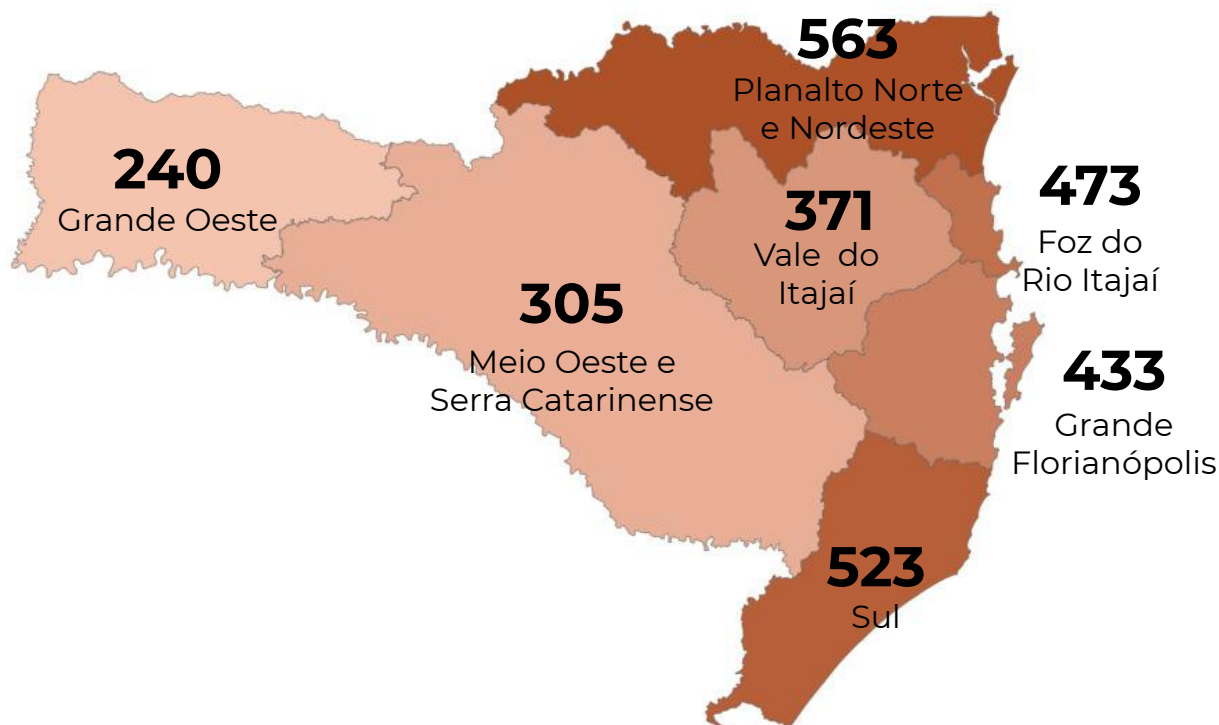 563
Planalto Norte
e Nordeste
240
Grande Oeste
371
Vale do
Itajaí
473
Foz do
Rio Itajaí
305
Meio Oeste e
Serra Catarinense
433
Grande
Florianópolis
523
Sul